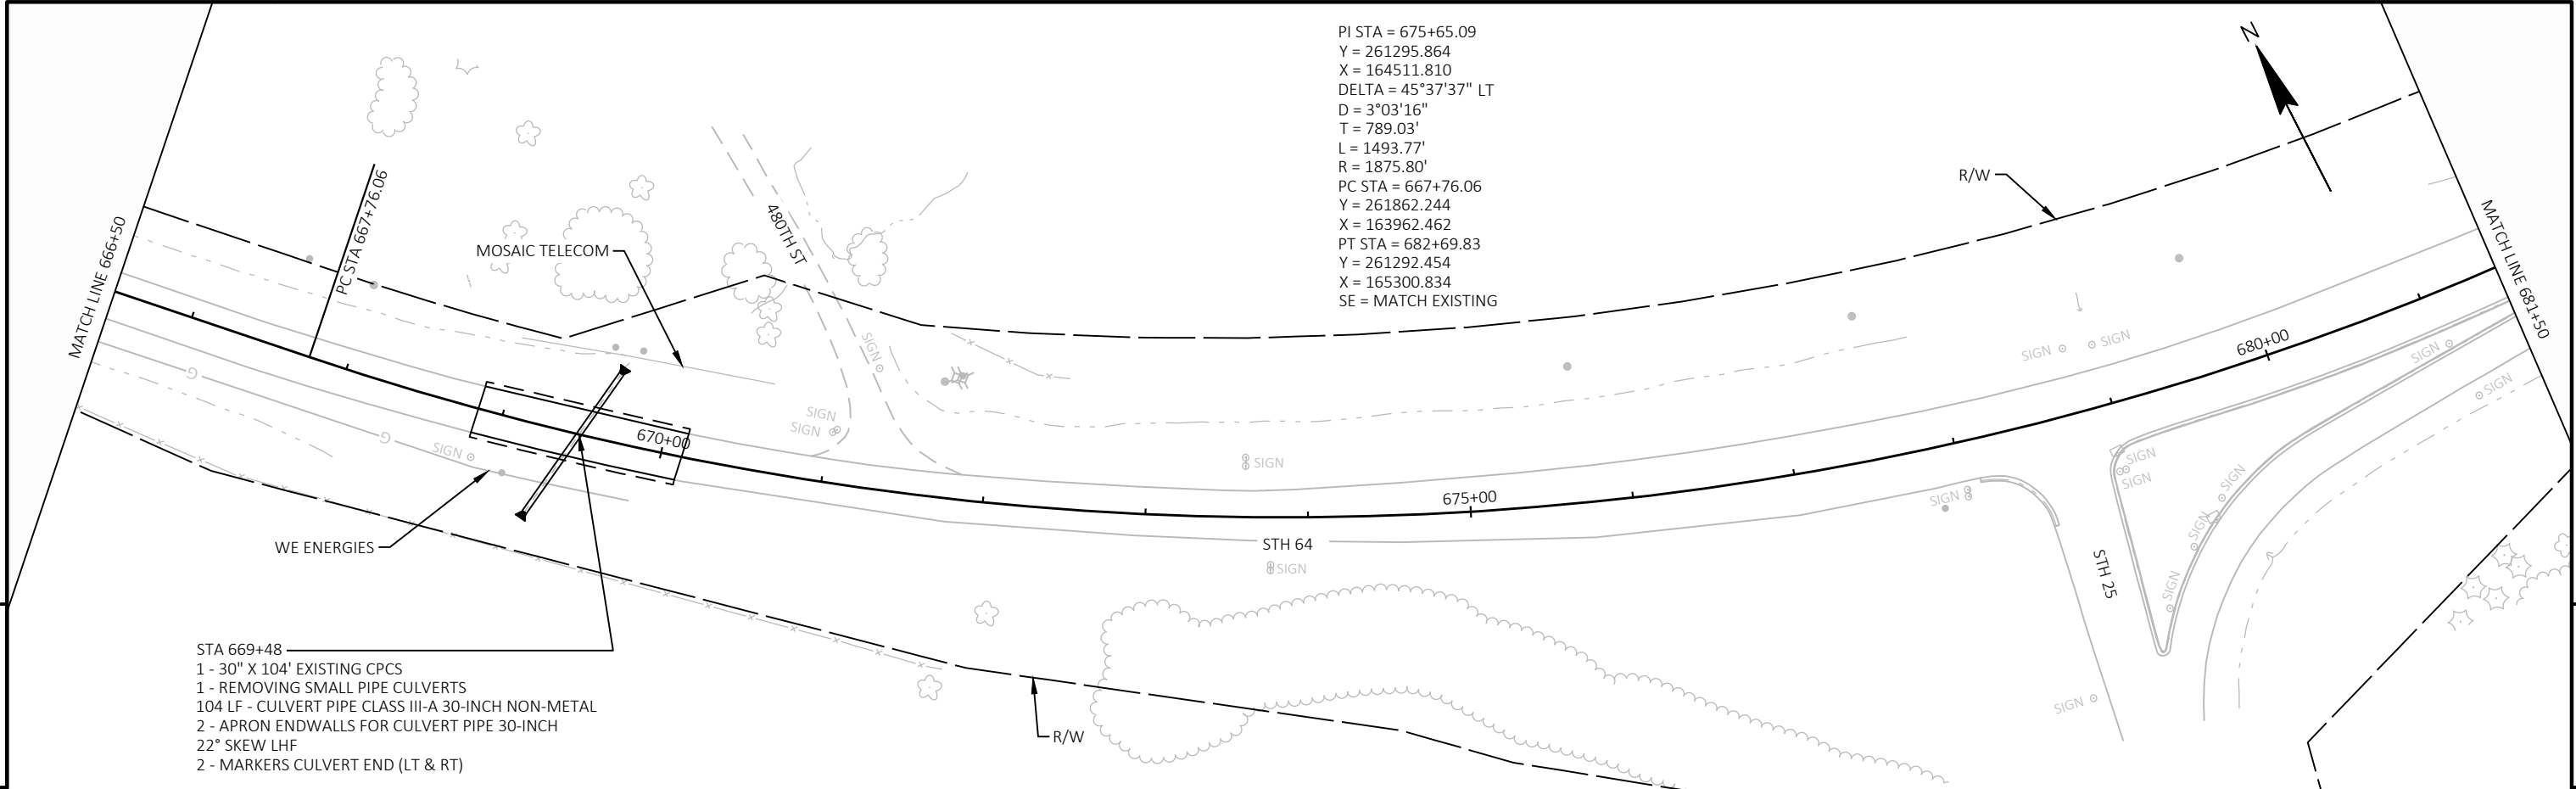 PI STA = 675+65.09
Y = 261295.864
X = 164511.810
DELTA = 45°37'37" LT
D = 3°03'16"
T = 789.03'
L = 1493.77'
R = 1875.80'
PC STA = 667+76.06
Y = 261862.244
X = 163962.462
PT STA = 682+69.83
Y = 261292.454
X = 165300.834
SE = MATCH EXISTING
N
R/W
MATCH LINE 666+50
PC STA 667+76.06
MOSAIC TELECOM
480TH ST
MATCH LINE 681+50
680+00
SIGN
SIGN
SIGN
SIGN
SIGN
SIGN
SIGN
G
G
SIGN
670+00
SIGN
675+00
SIGN
SIGN
SIGN
SIGN
SIGN
WE ENERGIES
STH 64
SIGN
STH 25
SIGN
SIGN
STA 669+48
1 - 30" X 104' EXISTING CPCS
1 - REMOVING SMALL PIPE CULVERTS
104 LF - CULVERT PIPE CLASS III-A 30-INCH NON-METAL
2 - APRON ENDWALLS FOR CULVERT PIPE 30-INCH
22° SKEW LHF
2 - MARKERS CULVERT END (LT & RT)
R/W